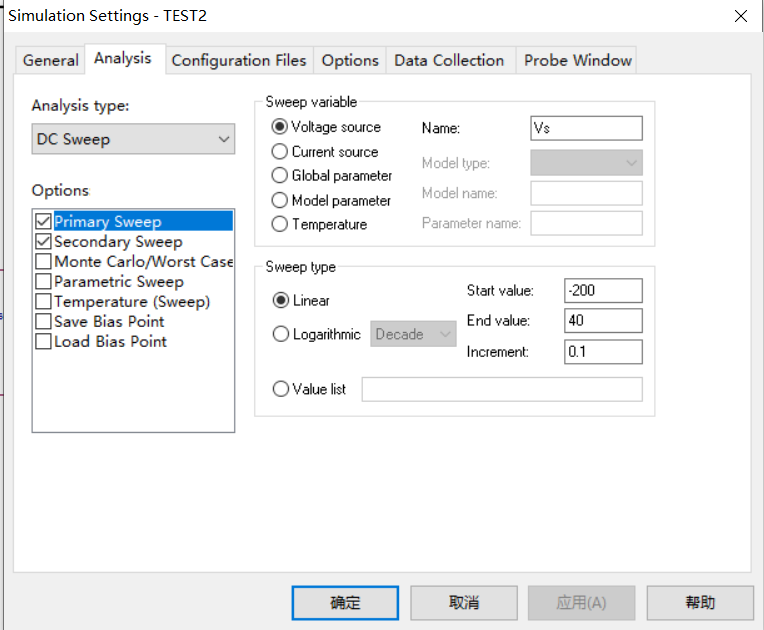 Simulation Settings - TEST2
General
Analysis
Configuration Files
Options
Data Collection
Probe Window
Analysis type:
DC Sweep
Options
Primary Sweep
Secondary Sweep
Monte Carlo/Worst Case
Parametric Sweep
Temperature (Sweep)
Save Bias Point
Load Bias Point
Sweep variable
Voltage source
Current source
Global parameter
Model parameter
Temperature
Name:
Vs
Model type:
Model name:
Parameter name:
Sweep type
Linear
Logarithmic
Decade
Value list
Start value:
-200
End value:
40
Increment:
0.1
确定
取消
应用(A)
帮助